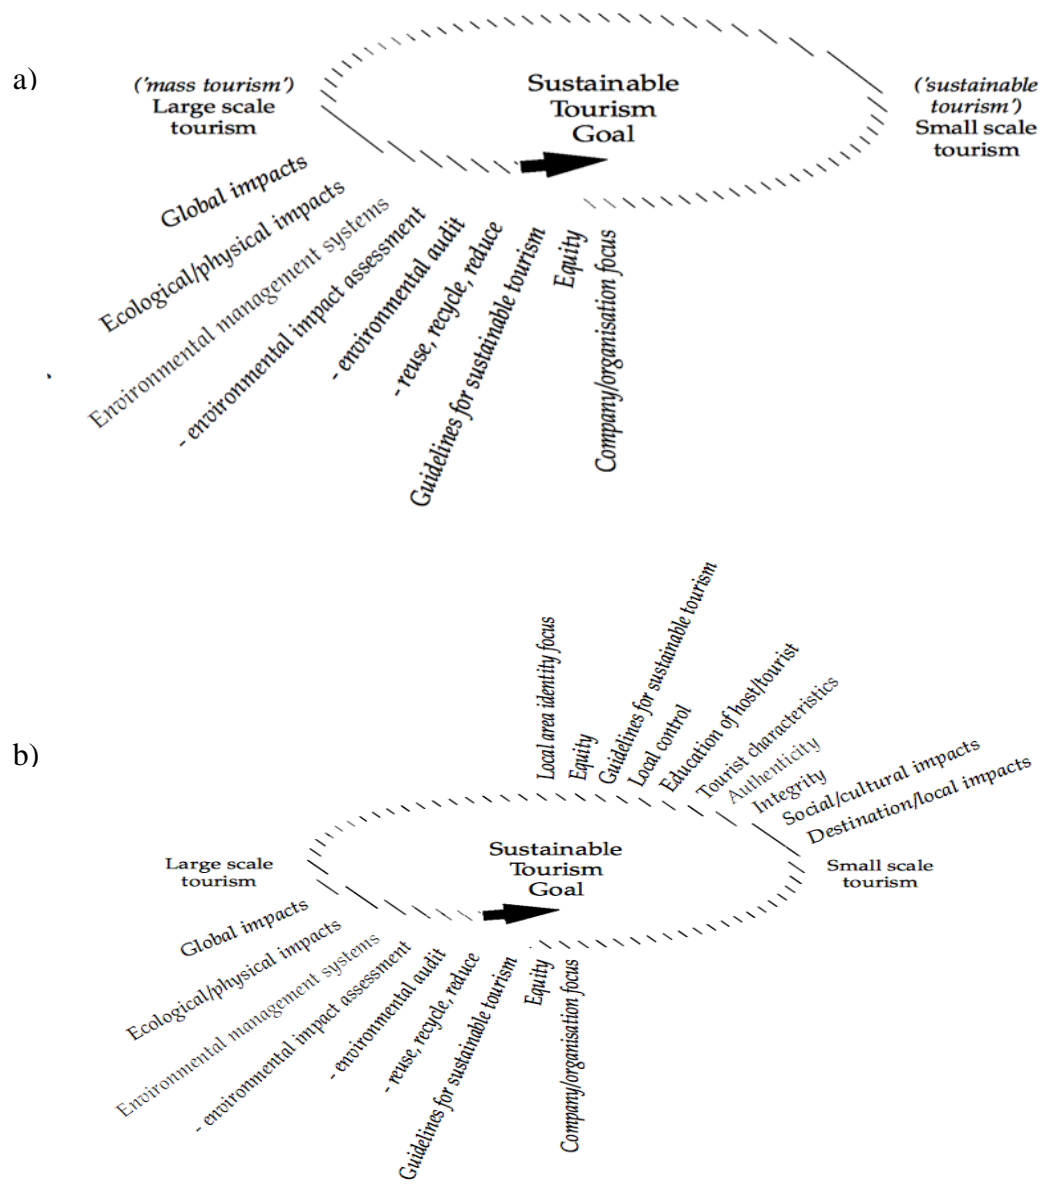 a)
('mass tourism')
Large scale
tourism
Sustainable
Tourism
Goal
('sustainable
tourism')
Small scale
tourism
Global impacts
Ecological/physical impacts
Environmental management systems
- environmental impact assessment
- environmental audit
- reuse, recycle, reduce
Guidelines for sustainable tourism
Equity
Company/organisation focus
b)
Local area identity focus
Equity
Guidelines for sustainable tourism
Local control
Education of host/tourist
Tourist characteristics
Authenticity
Integrity
Social/cultural impacts
Destination/local impacts
Large scale
tourism
Sustainable
Tourism
Goal
Small scale
tourism
Global impacts
Ecological/physical impacts
Environmental management systems
- environmental impact assessment
- environmental audit
- reuse, recycle, reduce
Guidelines for sustainable tourism
Equity
Company/organisation focus